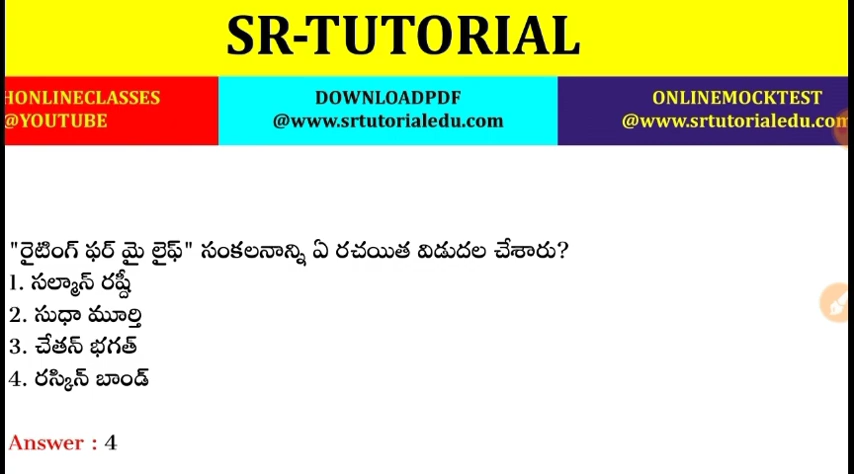 SR-TUTORIAL
HONLINECLASSES
@YOUTUBE
DOWNLOADPDF
@www.srtutorialedu.com
ONLINEMOCKTEST
@www.srtutorialedu.com
"రైటింగ్ ఫర్ మై లైఫ్" సంకలనాన్ని ఏ రచయిత విడుదల చేశారు?
1. సల్మాన్ రష్దీ
2. సుధా మూర్తి
3. చేతన్ భగత్
4. రస్కిన్ బాండ్
Answer : 4